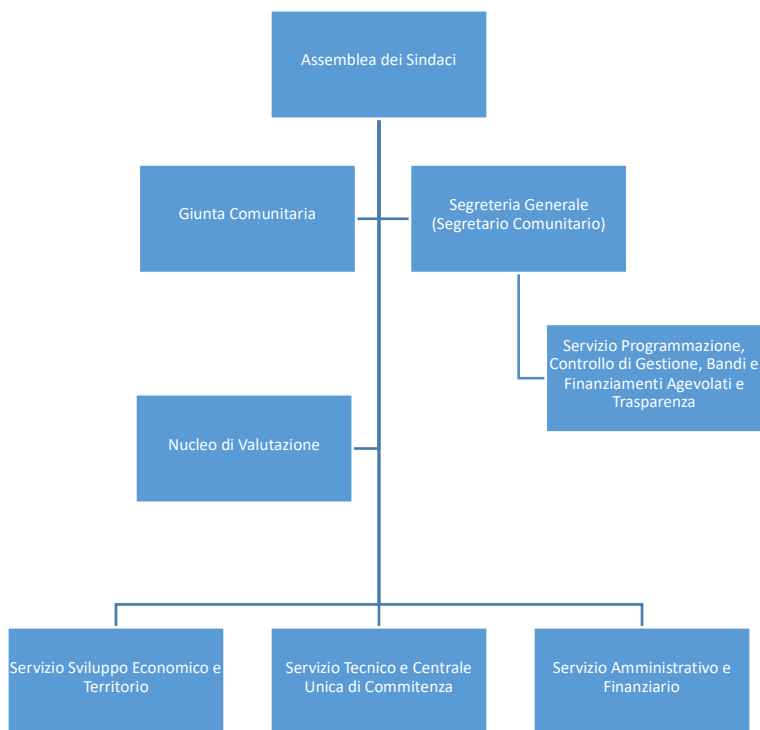 Assemblea dei Sindaci
Giunta Comunitaria
Segreteria Generale
(Segretario Comunitario)
Servizio Programmazione,
Controllo di Gestione, Bandi e
Finanziamenti Agevolati e
Trasparenza
Nucleo di Valutazione
Servizio Sviluppo Economico e
Territorio
Servizio Tecnico e Centrale
Unica di Commitenza
Servizio Amministrativo e
Finanziario